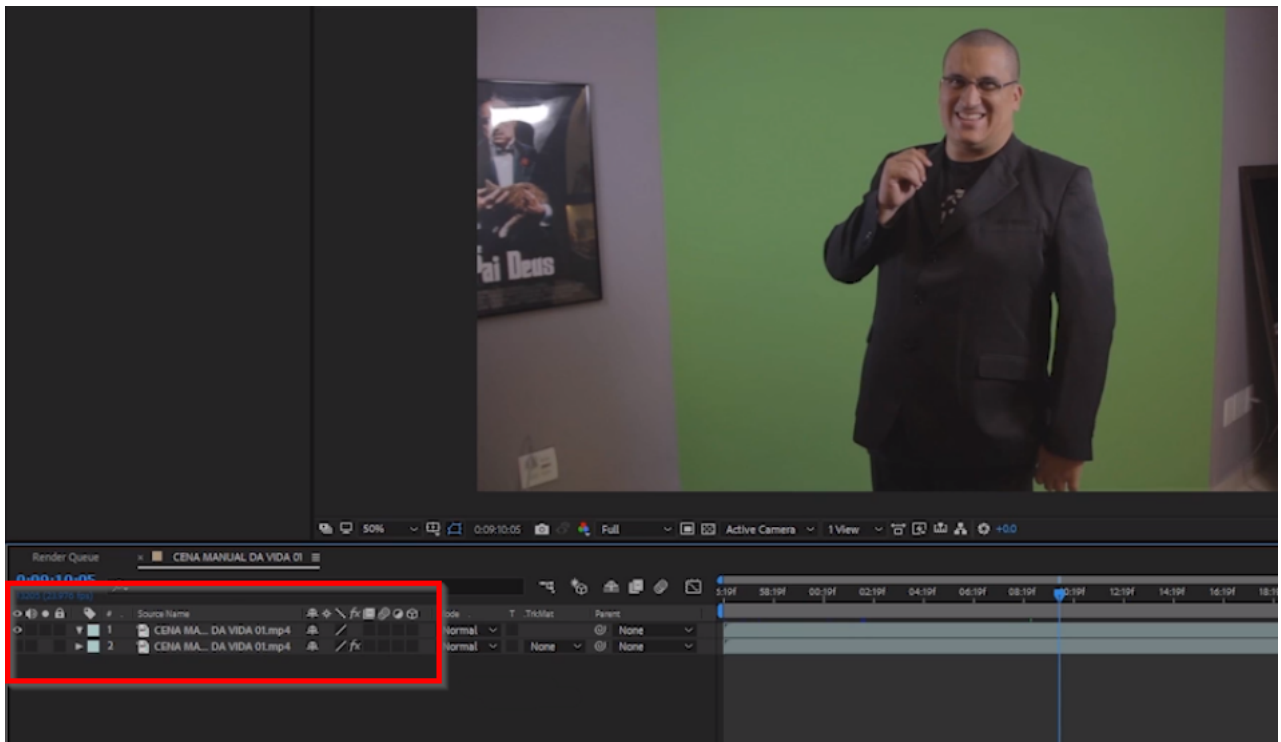 Pai Deus
50%
0:09:10:05
Full
Active Camera
1 View
+0.0
Render Queue
× CENA MANUAL DA VIDA 01
0:09:10:05
# Source Name
T .TrkMat
Parent
58:19f 00:19f 02:19f 04:19f 06:19f 08:19f 10:19f 12:19f 14:19f 16:19f
1 CENA MA... DA VIDA 01.mp4
Normal
None
2 CENA MA... DA VIDA 01.mp4
fx
Normal
None
None